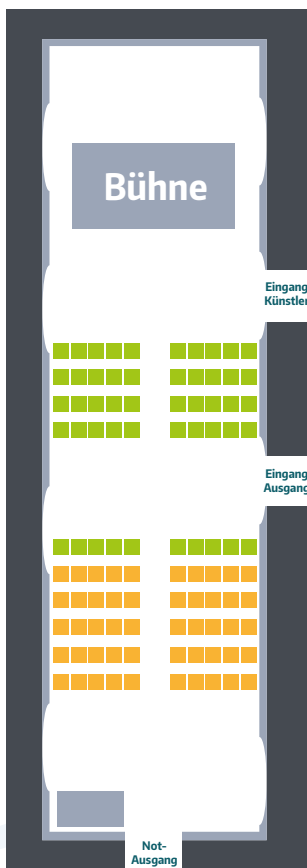 Bühne
Eingang
Künstler
Eingang
Ausgang
Not-
Ausgang